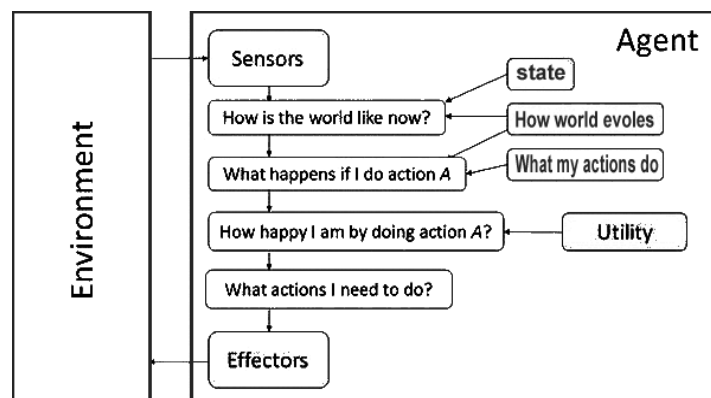 Agent
Environment
Sensors
state
How is the world like now?
How world evoles
What happens if I do action A
What my actions do
How happy I am by doing action A?
Utility
What actions I need to do?
Effectors